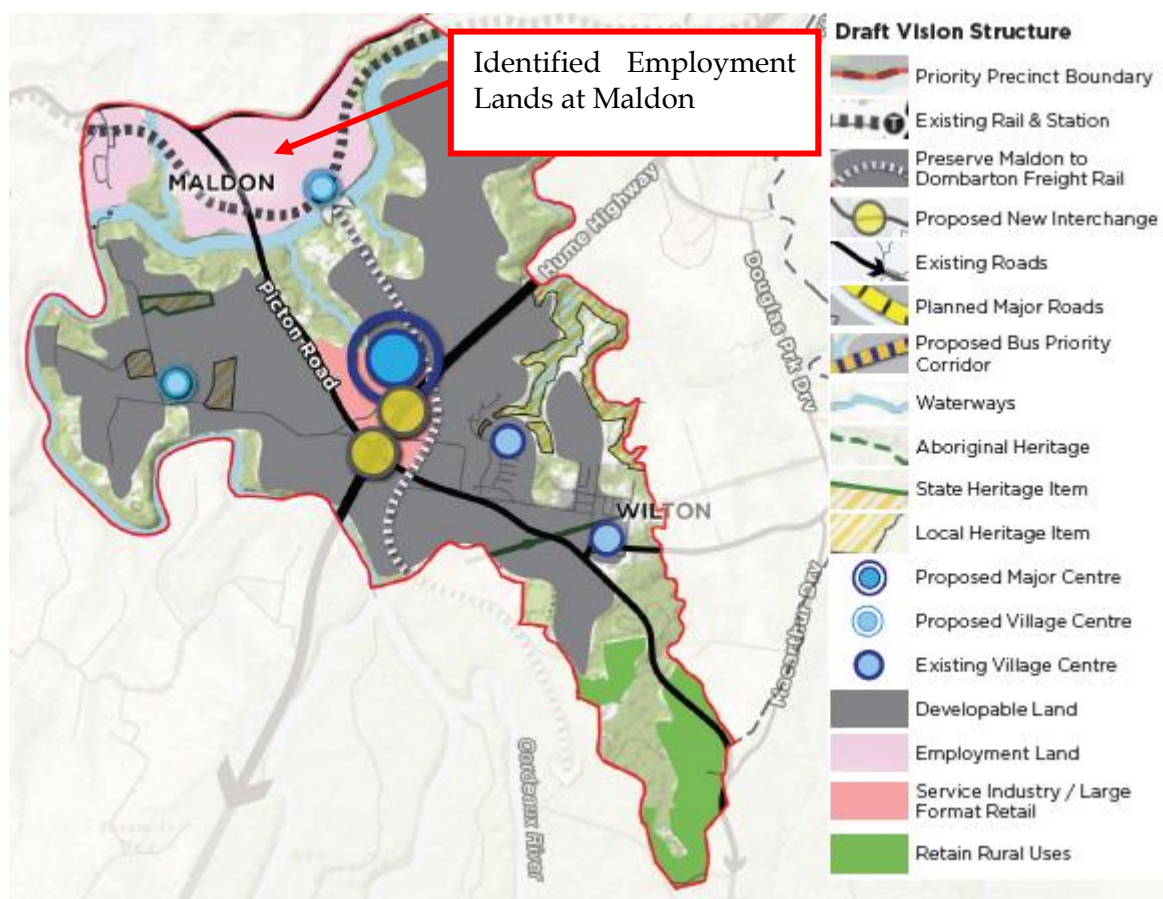 Identified Employment
Lands at Maldon
MALDON
Hume Highway
Picton Road
Douglas Prk Drv
WILTON
Macarthur Drv
Cordeaux River
Draft Vision Structure
Priority Precinct Boundary
T
Existing Rail & Station
Preserve Maldon to
Dombarton Freight Rail
Proposed New Interchange
Existing Roads
Planned Major Roads
Proposed Bus Priority
Corridor
Waterways
Aboriginal Heritage
State Heritage Item
Local Heritage Item
Proposed Major Centre
Proposed Village Centre
Existing Village Centre
Developable Land
Employment Land
Service Industry / Large
Format Retail
Retain Rural Uses